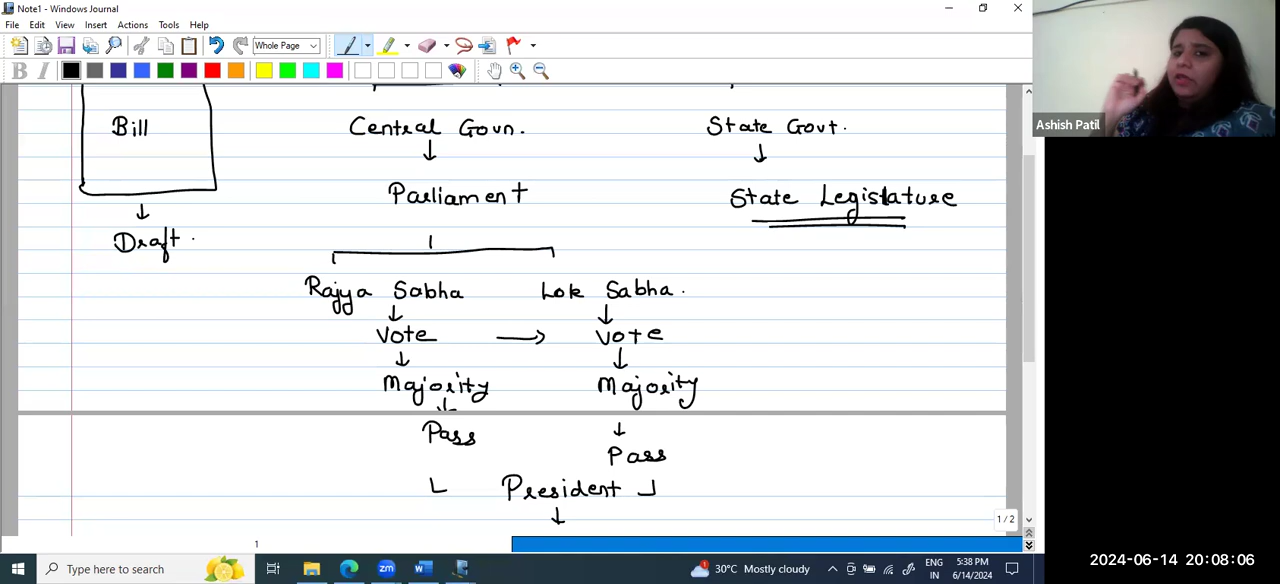 Note1 - Windows Journal
File Edit View Insert Actions Tools Help
Whole Page
B I
Bill
Central Govn.
State Govt.
Parliament
State Legislature
Draft.
Rajya Sabha
Lok Sabha.
Vote
Vote
Majority
Majority
Pass
Pass
President
1/2
1
Ashish Patil
Type here to search
zm
W
30°C Mostly cloudy
ENG
IN
5:38 PM
6/14/2024
2024-06-14 20:08:06